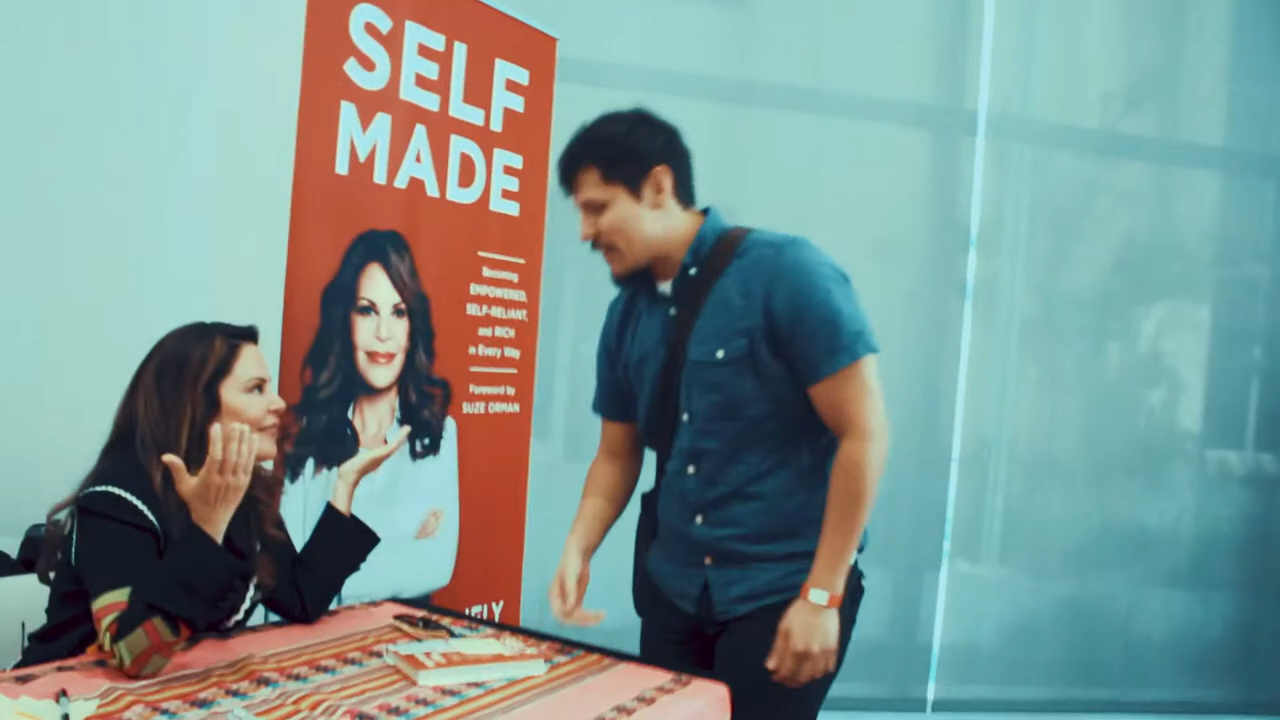 SELF
MADE
Becoming
EMPOWERED,
SELF-RELIANT,
and RICH
in Every Way
Foreword by
SUZE ORMAN